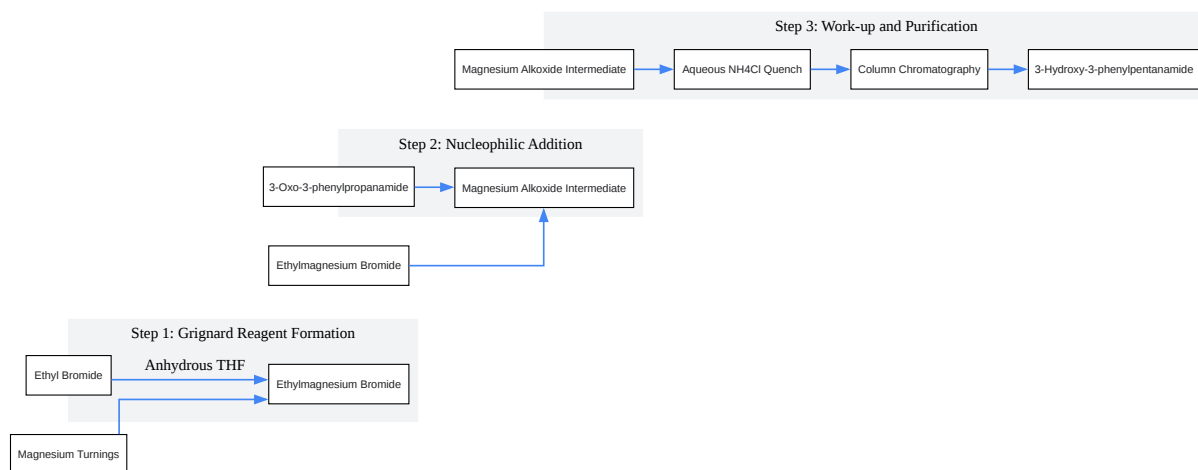 Step 3: Work-up and Purification
Magnesium Alkoxide Intermediate
Aqueous NH4Cl Quench
Column Chromatography
3-Hydroxy-3-phenylpentanamide
Step 2: Nucleophilic Addition
3-Oxo-3-phenylpropanamide
Magnesium Alkoxide Intermediate
Ethylmagnesium Bromide
Step 1: Grignard Reagent Formation
Anhydrous THF
Ethyl Bromide
Ethylmagnesium Bromide
Magnesium Turnings